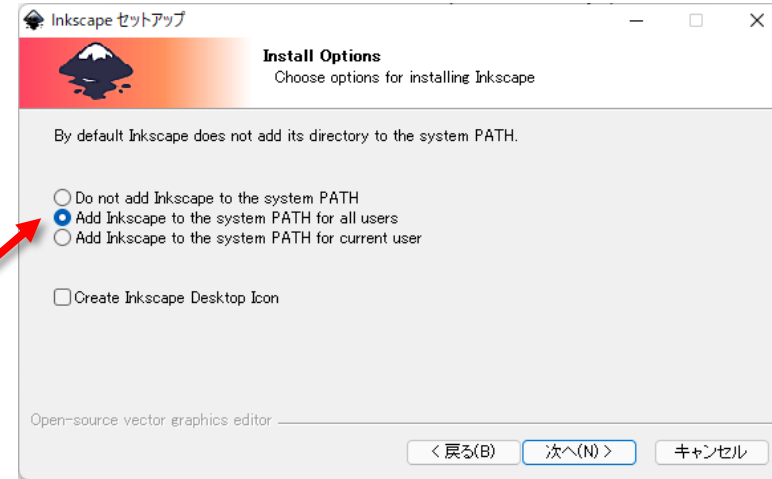 Inkscape セットアップ
Install Options
Choose options for installing Inkscape
By default Inkscape does not add its directory to the system PATH.
Do not add Inkscape to the system PATH
Add Inkscape to the system PATH for all users
Add Inkscape to the system PATH for current user
Create Inkscape Desktop Icon
Open-source vector graphics editor
< 戻る(B) 次へ(N) > キャンセル